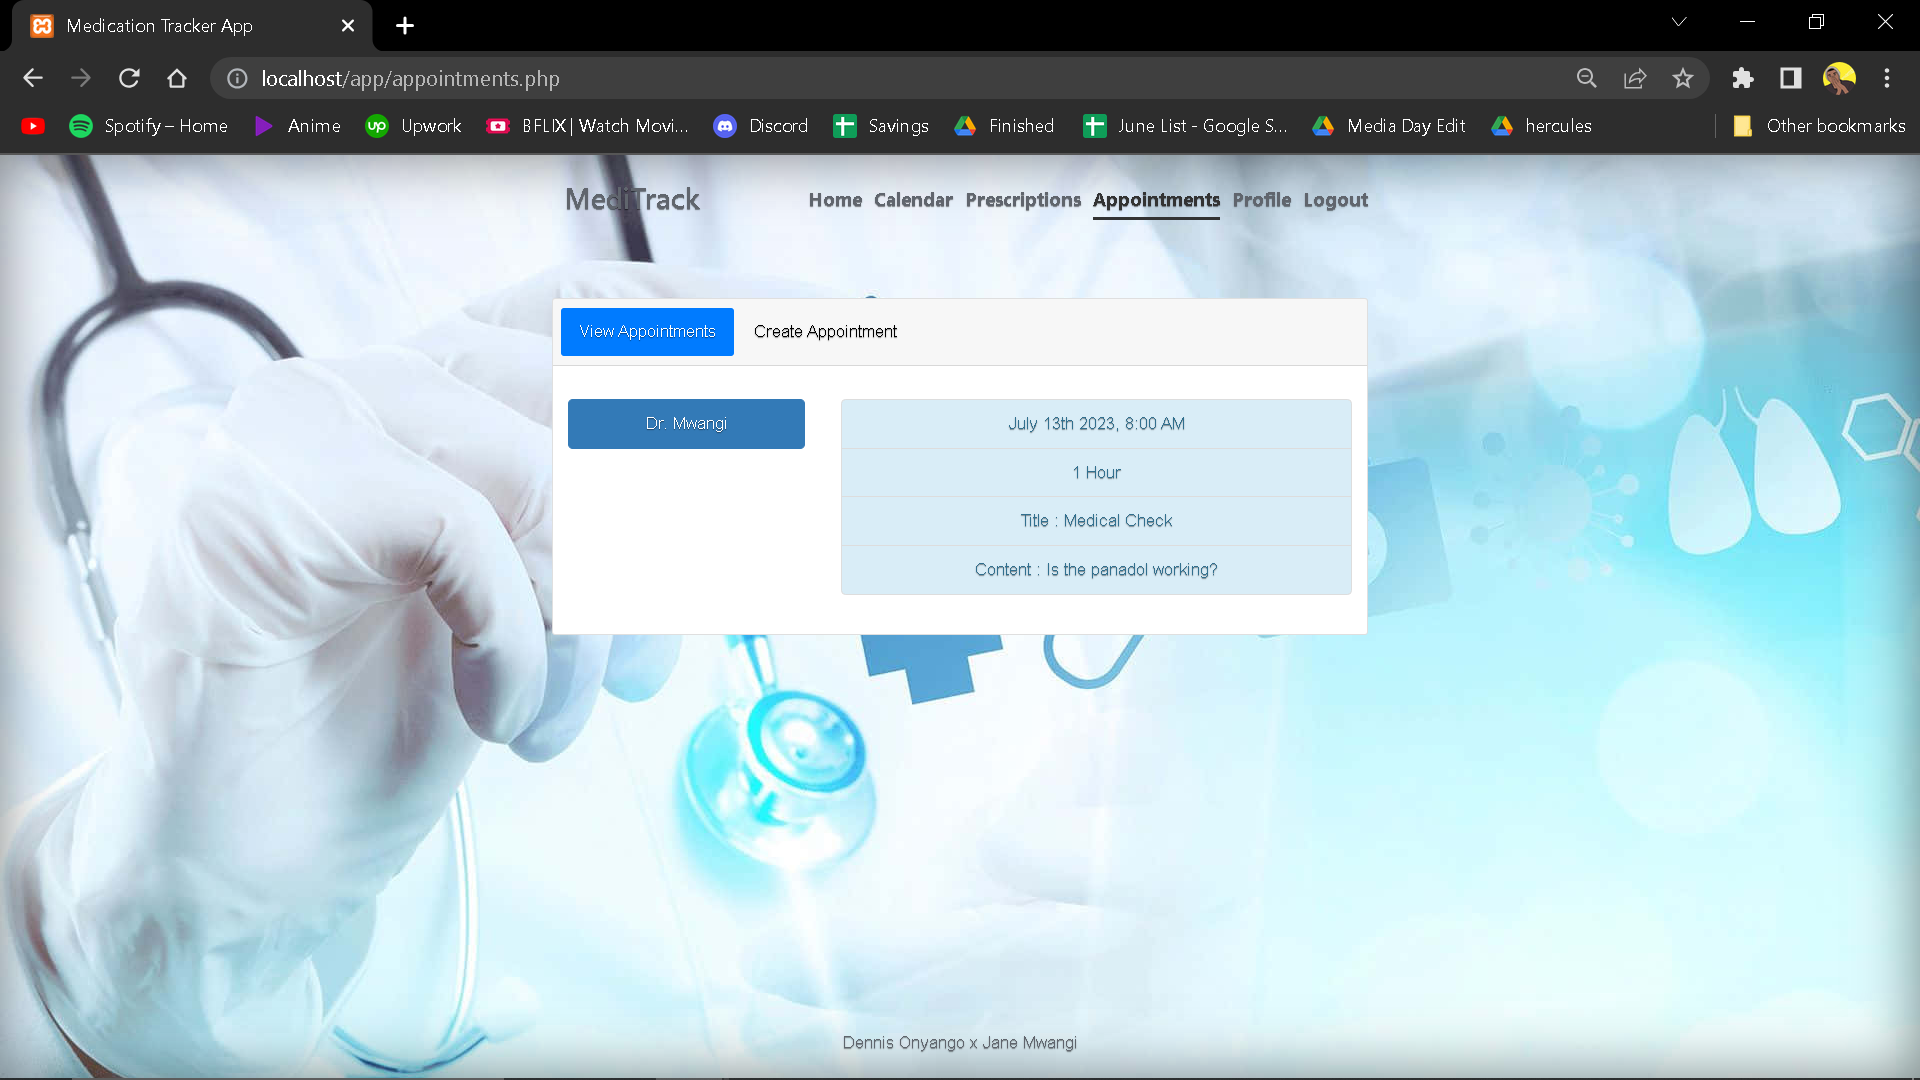 Medication Tracker App
localhost/app/appointments.php
Spotify – Home Anime Upwork BFLIX | Watch Movi... Discord Savings Finished June List - Google S... Media Day Edit hercules Other bookmarks
MediTrack Home Calendar Prescriptions Appointments Profile Logout
View Appointments Create Appointment
Dr. Mwangi
July 13th 2023, 8:00 AM
1 Hour
Title : Medical Check
Content : Is the panadol working?
Dennis Onyango x Jane Mwangi